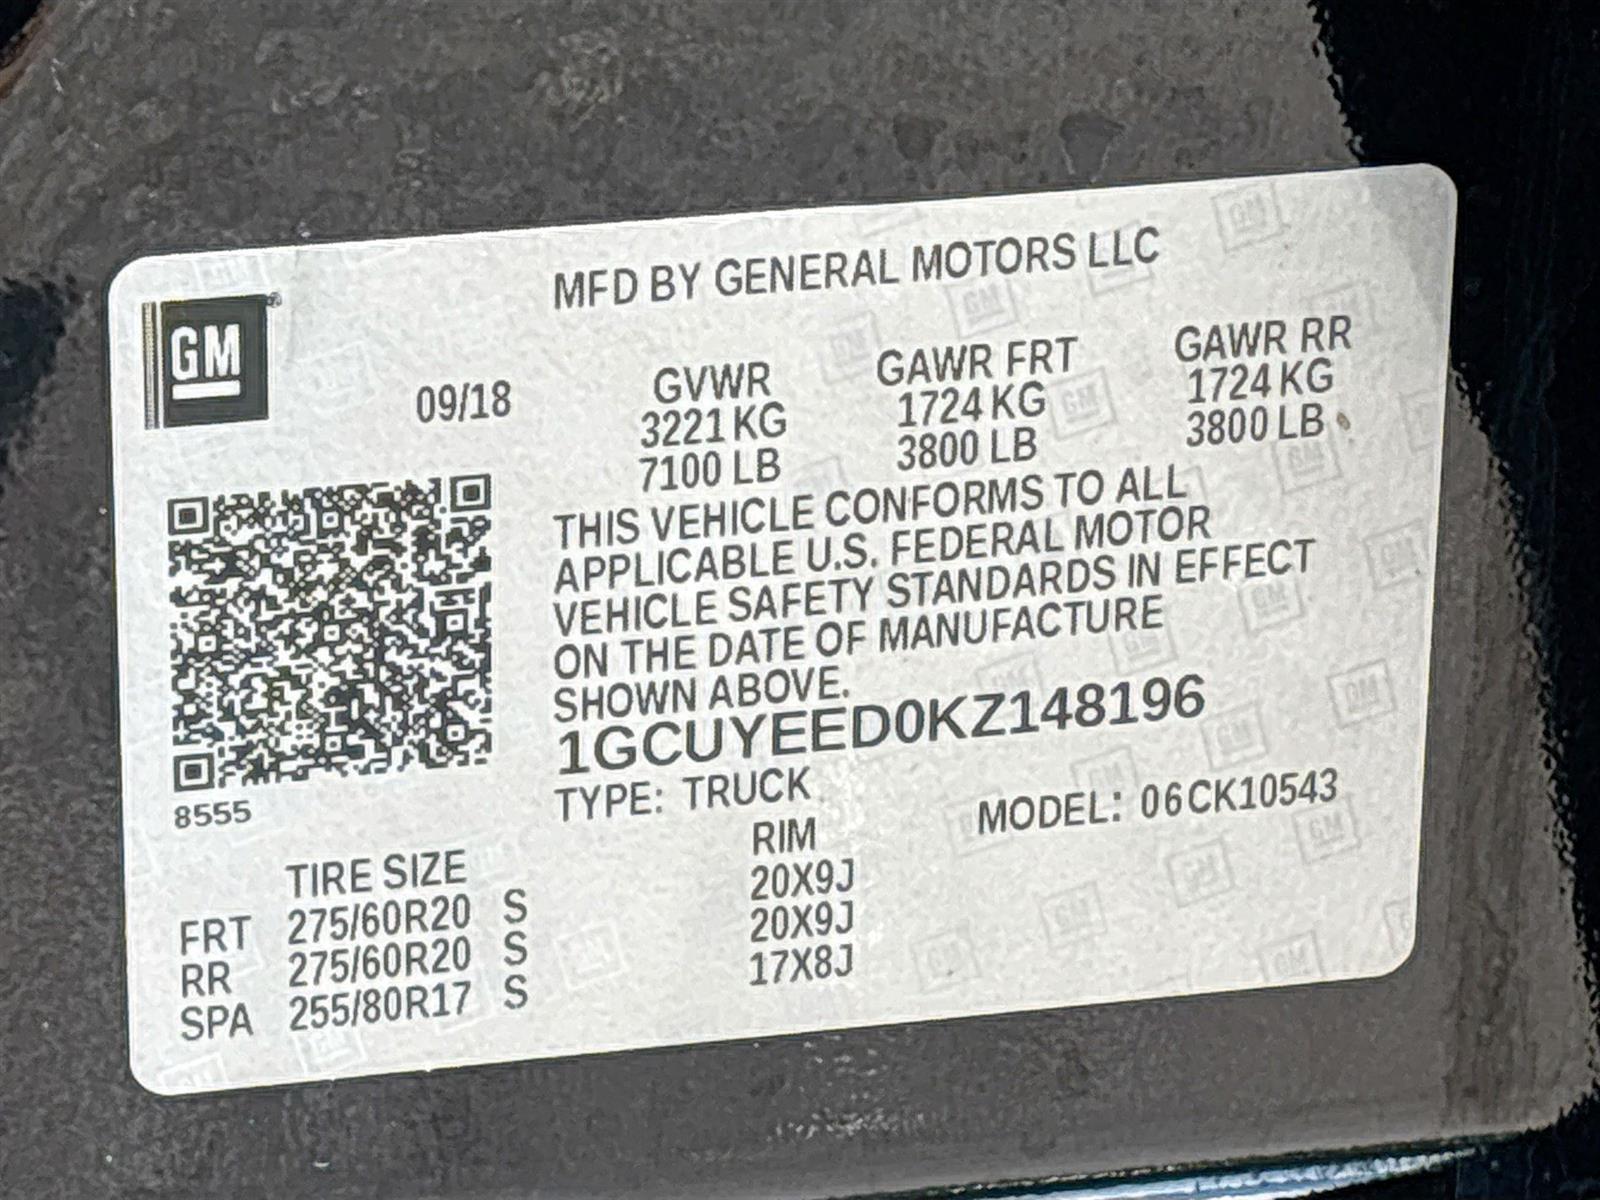 MFD BY GENERAL MOTORS LLC
GM
09/18
GVWR GAWR FRT GAWR RR
3221 KG 1724 KG 1724 KG
7100 LB 3800 LB 3800 LB
THIS VEHICLE CONFORMS TO ALL
APPLICABLE U.S. FEDERAL MOTOR
VEHICLE SAFETY STANDARDS IN EFFECT
ON THE DATE OF MANUFACTURE
SHOWN ABOVE.
1GCUYEED0KZ148196
8555
TYPE: TRUCK MODEL: 06CK10543
TIRE SIZE RIM
FRT 275/60R20 S 20X9J
RR 275/60R20 S 20X9J
SPA 255/80R17 S 17X8J